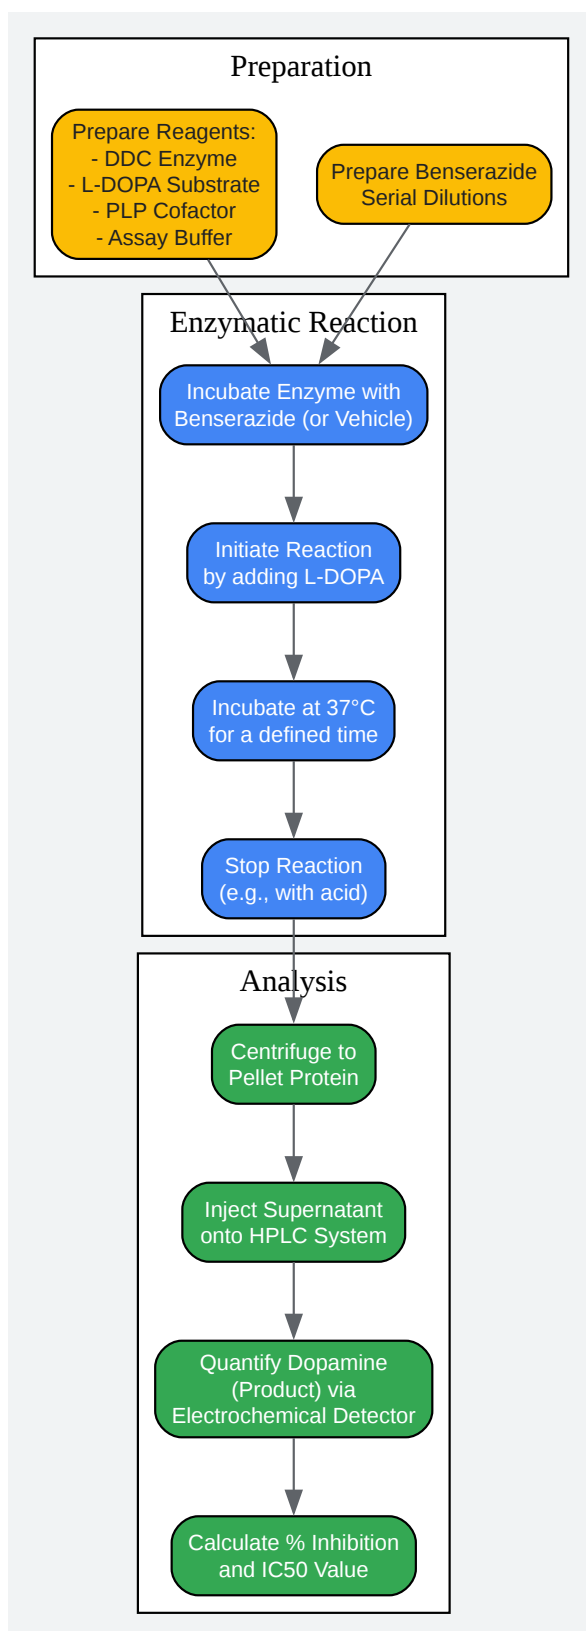 Preparation
Prepare Reagents:
- DDC Enzyme
- L-DOPA Substrate
- PLP Cofactor
- Assay Buffer
Prepare Benserazide
Serial Dilutions
Enzymatic Reaction
Incubate Enzyme with
Benserazide (or Vehicle)
Initiate Reaction
by adding L-DOPA
Incubate at 37°C
for a defined time
Stop Reaction
(e.g., with acid)
Analysis
Centrifuge to
Pellet Protein
Inject Supernatant
onto HPLC System
Quantify Dopamine
(Product) via
Electrochemical Detector
Calculate % Inhibition
and IC50 Value